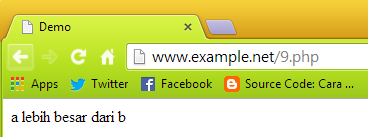 Demo
www.example.net/9.php
Apps Twitter Facebook Source Code: Cara ...
a lebih besar dari b